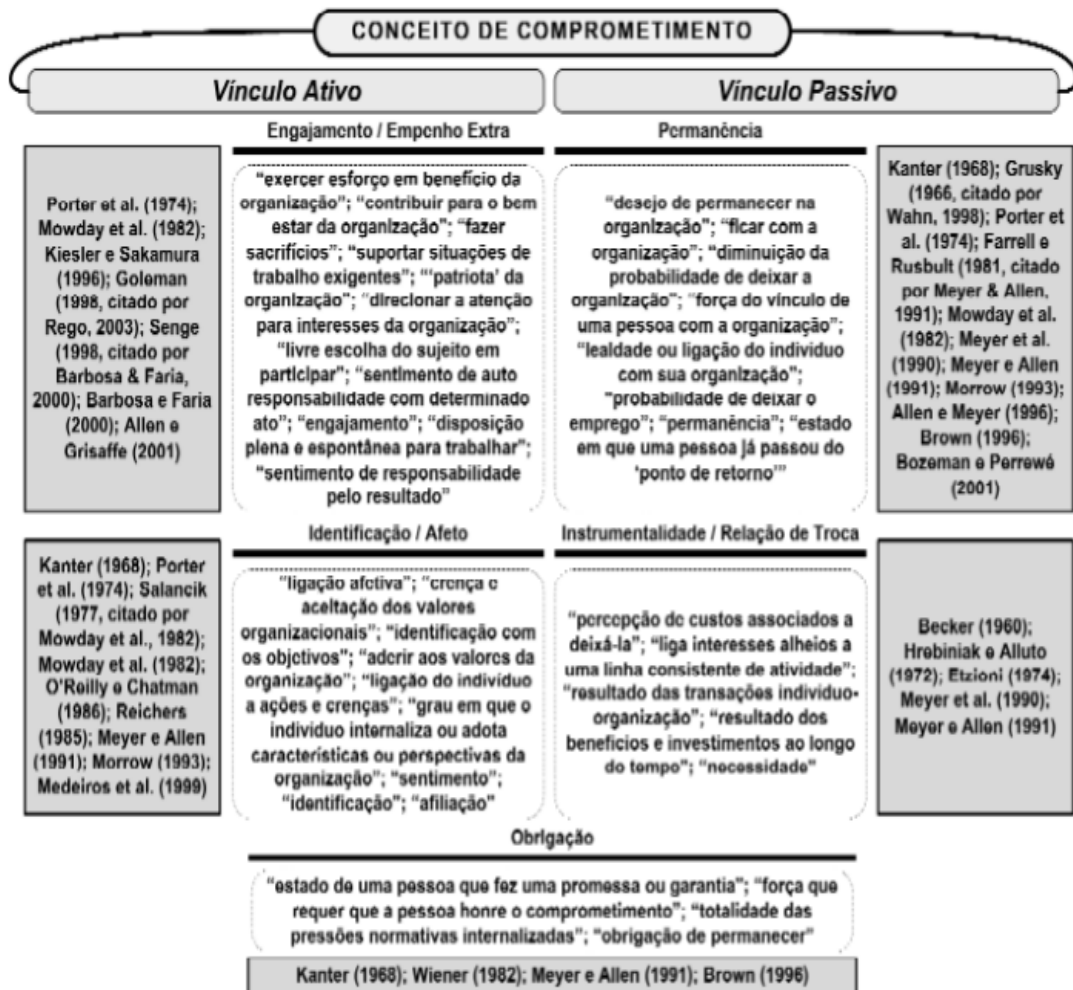 CONCEITO DE COMPROMETIMENTO
Vínculo Ativo
Vínculo Passivo
Engajamento / Empenho Extra
Permanência
Porter et al. (1974);
Mowday et al. (1982);
Kiesler e Sakamura
(1996); Goleman
(1998, citado por
Rego, 2003); Senge
(1998, citado por
Barbosa & Faria,
2000); Barbosa e Faria
(2000); Allen e
Grisaffe (2001)
“exercer esforço em benefício da
organização”; “contribuir para o bem
estar da organização”; “fazer
sacrifícios”; “suportar situações de
trabalho exigentes”; “‘patriota’ da
organização”; “direcionar a atenção
para interesses da organização”;
“livre escolha do sujeito em
participar”; “sentimento de auto
responsabilidade com determinado
ato”; “engajamento”; “disposição
plena e espontânea para trabalhar”;
“sentimento de responsabilidade
pelo resultado”
“desejo de permanecer na
organização”; “ficar com a
organização”; “diminuição da
probabilidade de deixar a
organização”; “força do vínculo de
uma pessoa com a organização”;
“lealdade ou ligação do indivíduo
com sua organização”;
“probabilidade de deixar o
emprego”; “permanência”; “estado
em que uma pessoa já passou do
‘ponto de retorno’”
Kanter (1968); Grusky
(1966, citado por
Wahn, 1998); Porter
et al. (1974); Farrell e
Rusbult (1981, citado
por Meyer & Allen,
1991); Mowday et al.
(1982); Meyer et al.
(1990); Meyer e Allen
(1991); Morrow (1993);
Allen e Meyer (1996);
Brown (1996);
Bozeman e Perrewé
(2001)
Identificação / Afeto
Instrumentalidade / Relação de Troca
Kanter (1968); Porter
et al. (1974); Salancik
(1977, citado por
Mowday et al., 1982);
Mowday et al. (1982);
O'Reilly e Chatman
(1986); Reichers
(1985); Meyer e Allen
(1991); Morrow (1993);
Medeiros et al. (1999)
“ligação afetiva”; “crença e
aceitação dos valores
organizacionais”; “identificação com
os objetivos”; “aderir aos valores da
organização”; “ligação do indivíduo
a ações e crenças”; “grau em que o
indivíduo internaliza ou adota
características ou perspectivas da
organização”; “sentimento”;
“identificação”; “afiliação”
“percepção de custos associados a
deixá-la”; “liga interesses alheios a
uma linha consistente de atividade”;
“resultado das transações indivíduo-
organização”; “resultado dos
benefícios e investimentos ao longo
do tempo”; “necessidade”
Becker (1960);
Hrebiniak e Alluto
(1972); Etzioni (1974);
Meyer et al. (1990);
Meyer e Allen (1991)
Obrigação
“estado de uma pessoa que fez uma promessa ou garantia”; “força que
requer que a pessoa honre o comprometimento”; “totalidade das
pressões normativas internalizadas”; “obrigação de permanecer”
Kanter (1968); Wiener (1982); Meyer e Allen (1991); Brown (1996)